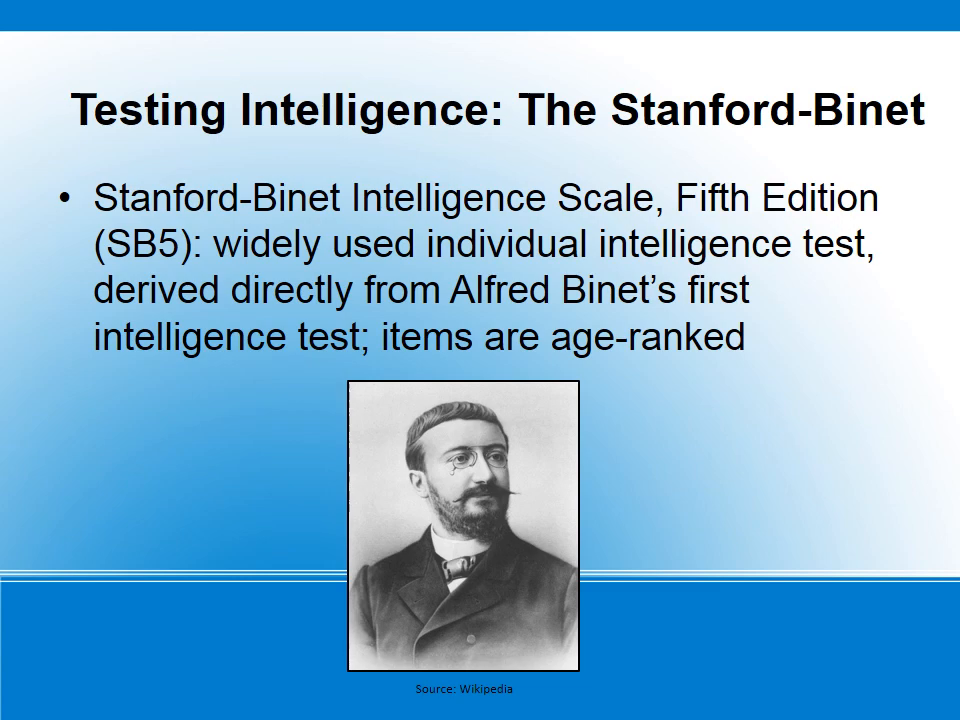 Testing Intelligence: The Stanford-Binet
• Stanford-Binet Intelligence Scale, Fifth Edition
(SB5): widely used individual intelligence test,
derived directly from Alfred Binet’s first
intelligence test; items are age-ranked
Source: Wikipedia